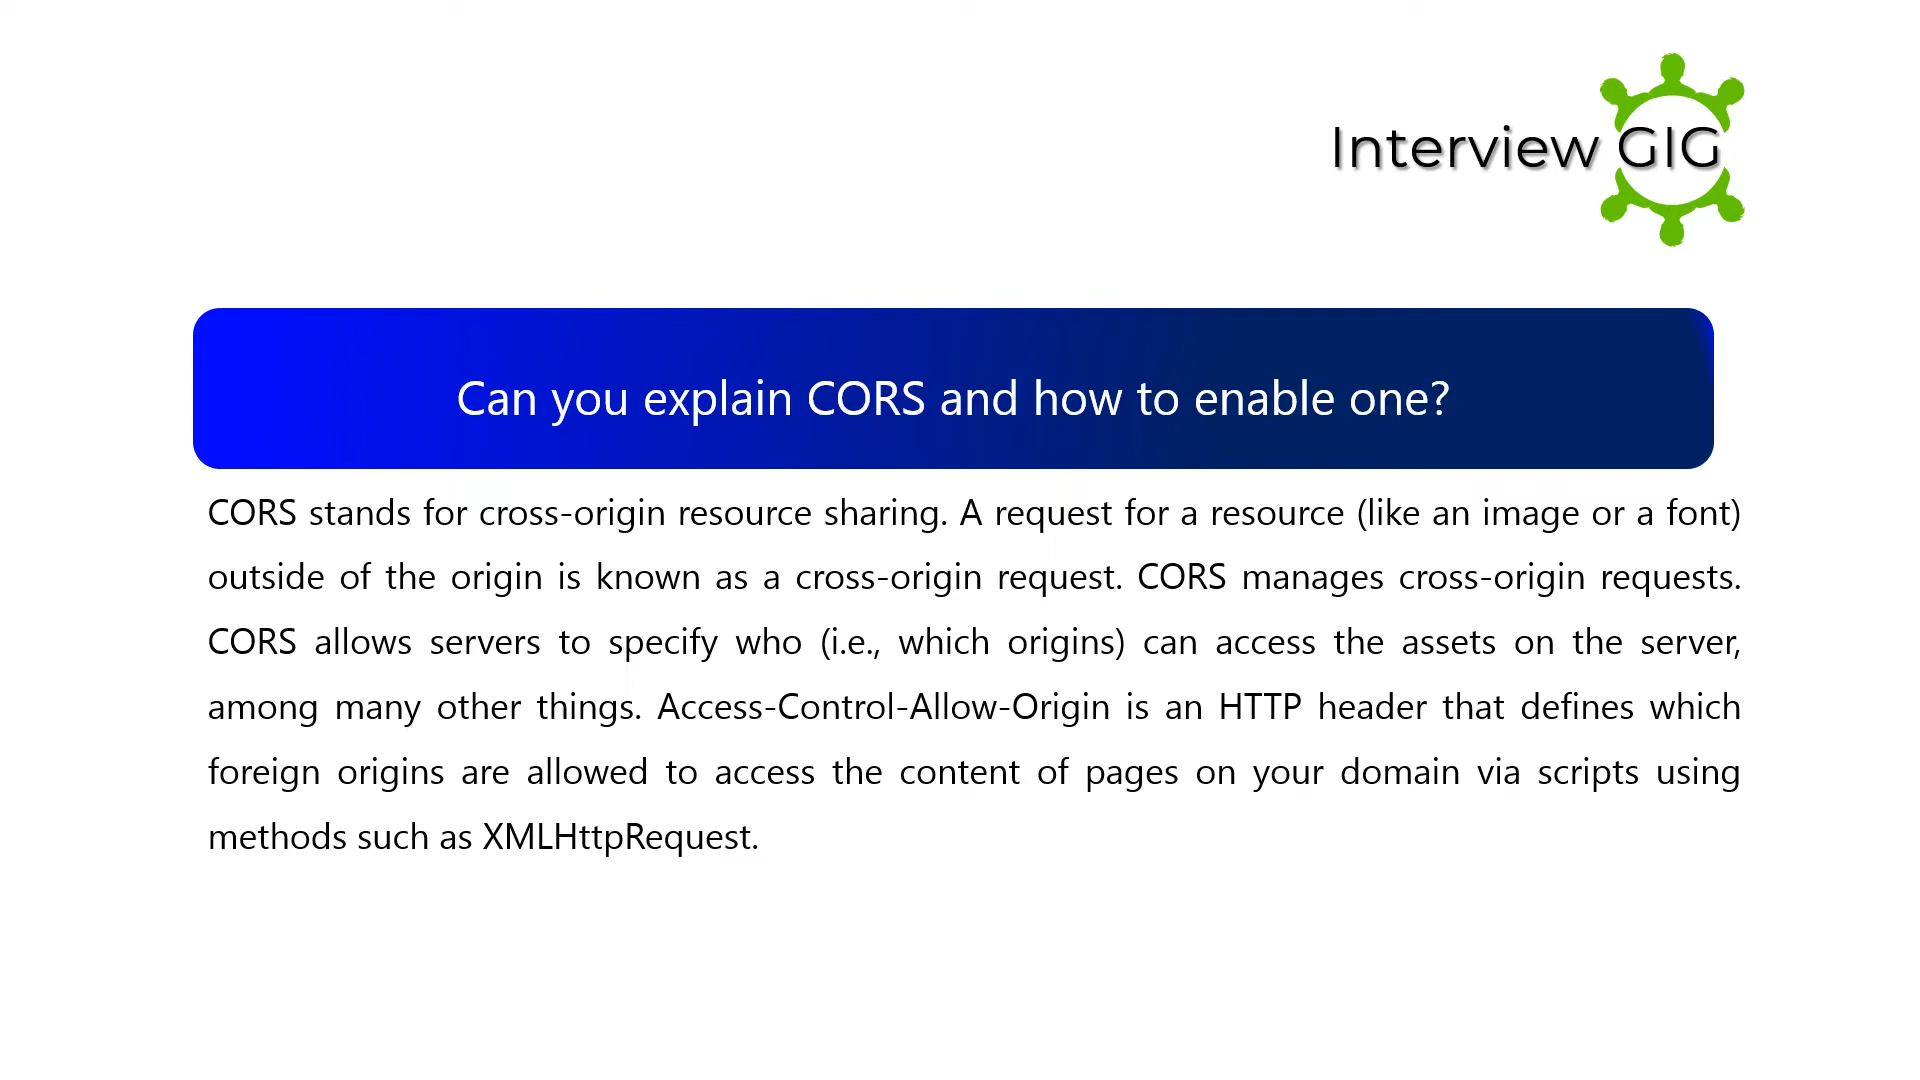 Interview GIG
Can you explain CORS and how to enable one?
CORS stands for cross-origin resource sharing. A request for a resource (like an image or a font)
outside of the origin is known as a cross-origin request. CORS manages cross-origin requests.
CORS allows servers to specify who (i.e., which origins) can access the assets on the server,
among many other things. Access-Control-Allow-Origin is an HTTP header that defines which
foreign origins are allowed to access the content of pages on your domain via scripts using
methods such as XMLHttpRequest.